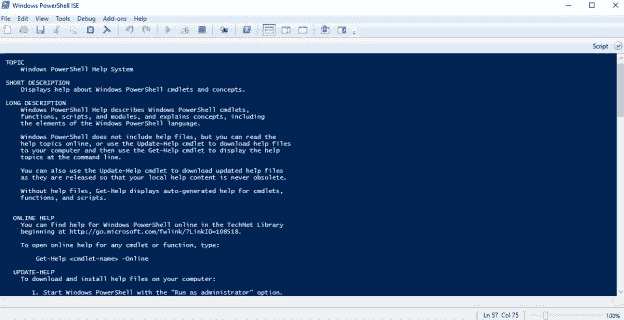 Windows PowerShell ISE
File Edit View Tools Debug Add-ons Help
Script
TOPIC
Windows PowerShell Help System
SHORT DESCRIPTION
Displays help about Windows PowerShell cmdlets and concepts.
LONG DESCRIPTION
Windows PowerShell Help describes Windows PowerShell cmdlets,
functions, scripts, and modules, and explains concepts, including
the elements of the Windows PowerShell language.
Windows PowerShell does not include help files, but you can read the
help topics online, or use the Update-Help cmdlet to download help files
to your computer and then use the Get-Help cmdlet to display the help
topics at the command line.
You can also use the Update-Help cmdlet to download updated help files
as they are released so that your local help content is never obsolete.
Without help files, Get-Help displays auto-generated help for cmdlets,
functions, and scripts.
ONLINE HELP
You can find help for Windows PowerShell online in the TechNet Library
beginning at http://go.microsoft.com/fwlink/?LinkID=108518.
To open online help for any cmdlet or function, type:
Get-Help <cmdlet-name> -Online
UPDATE-HELP
To download and install help files on your computer:
1. Start Windows PowerShell with the "Run as administrator" option.
Ln 57 Col 75
100%